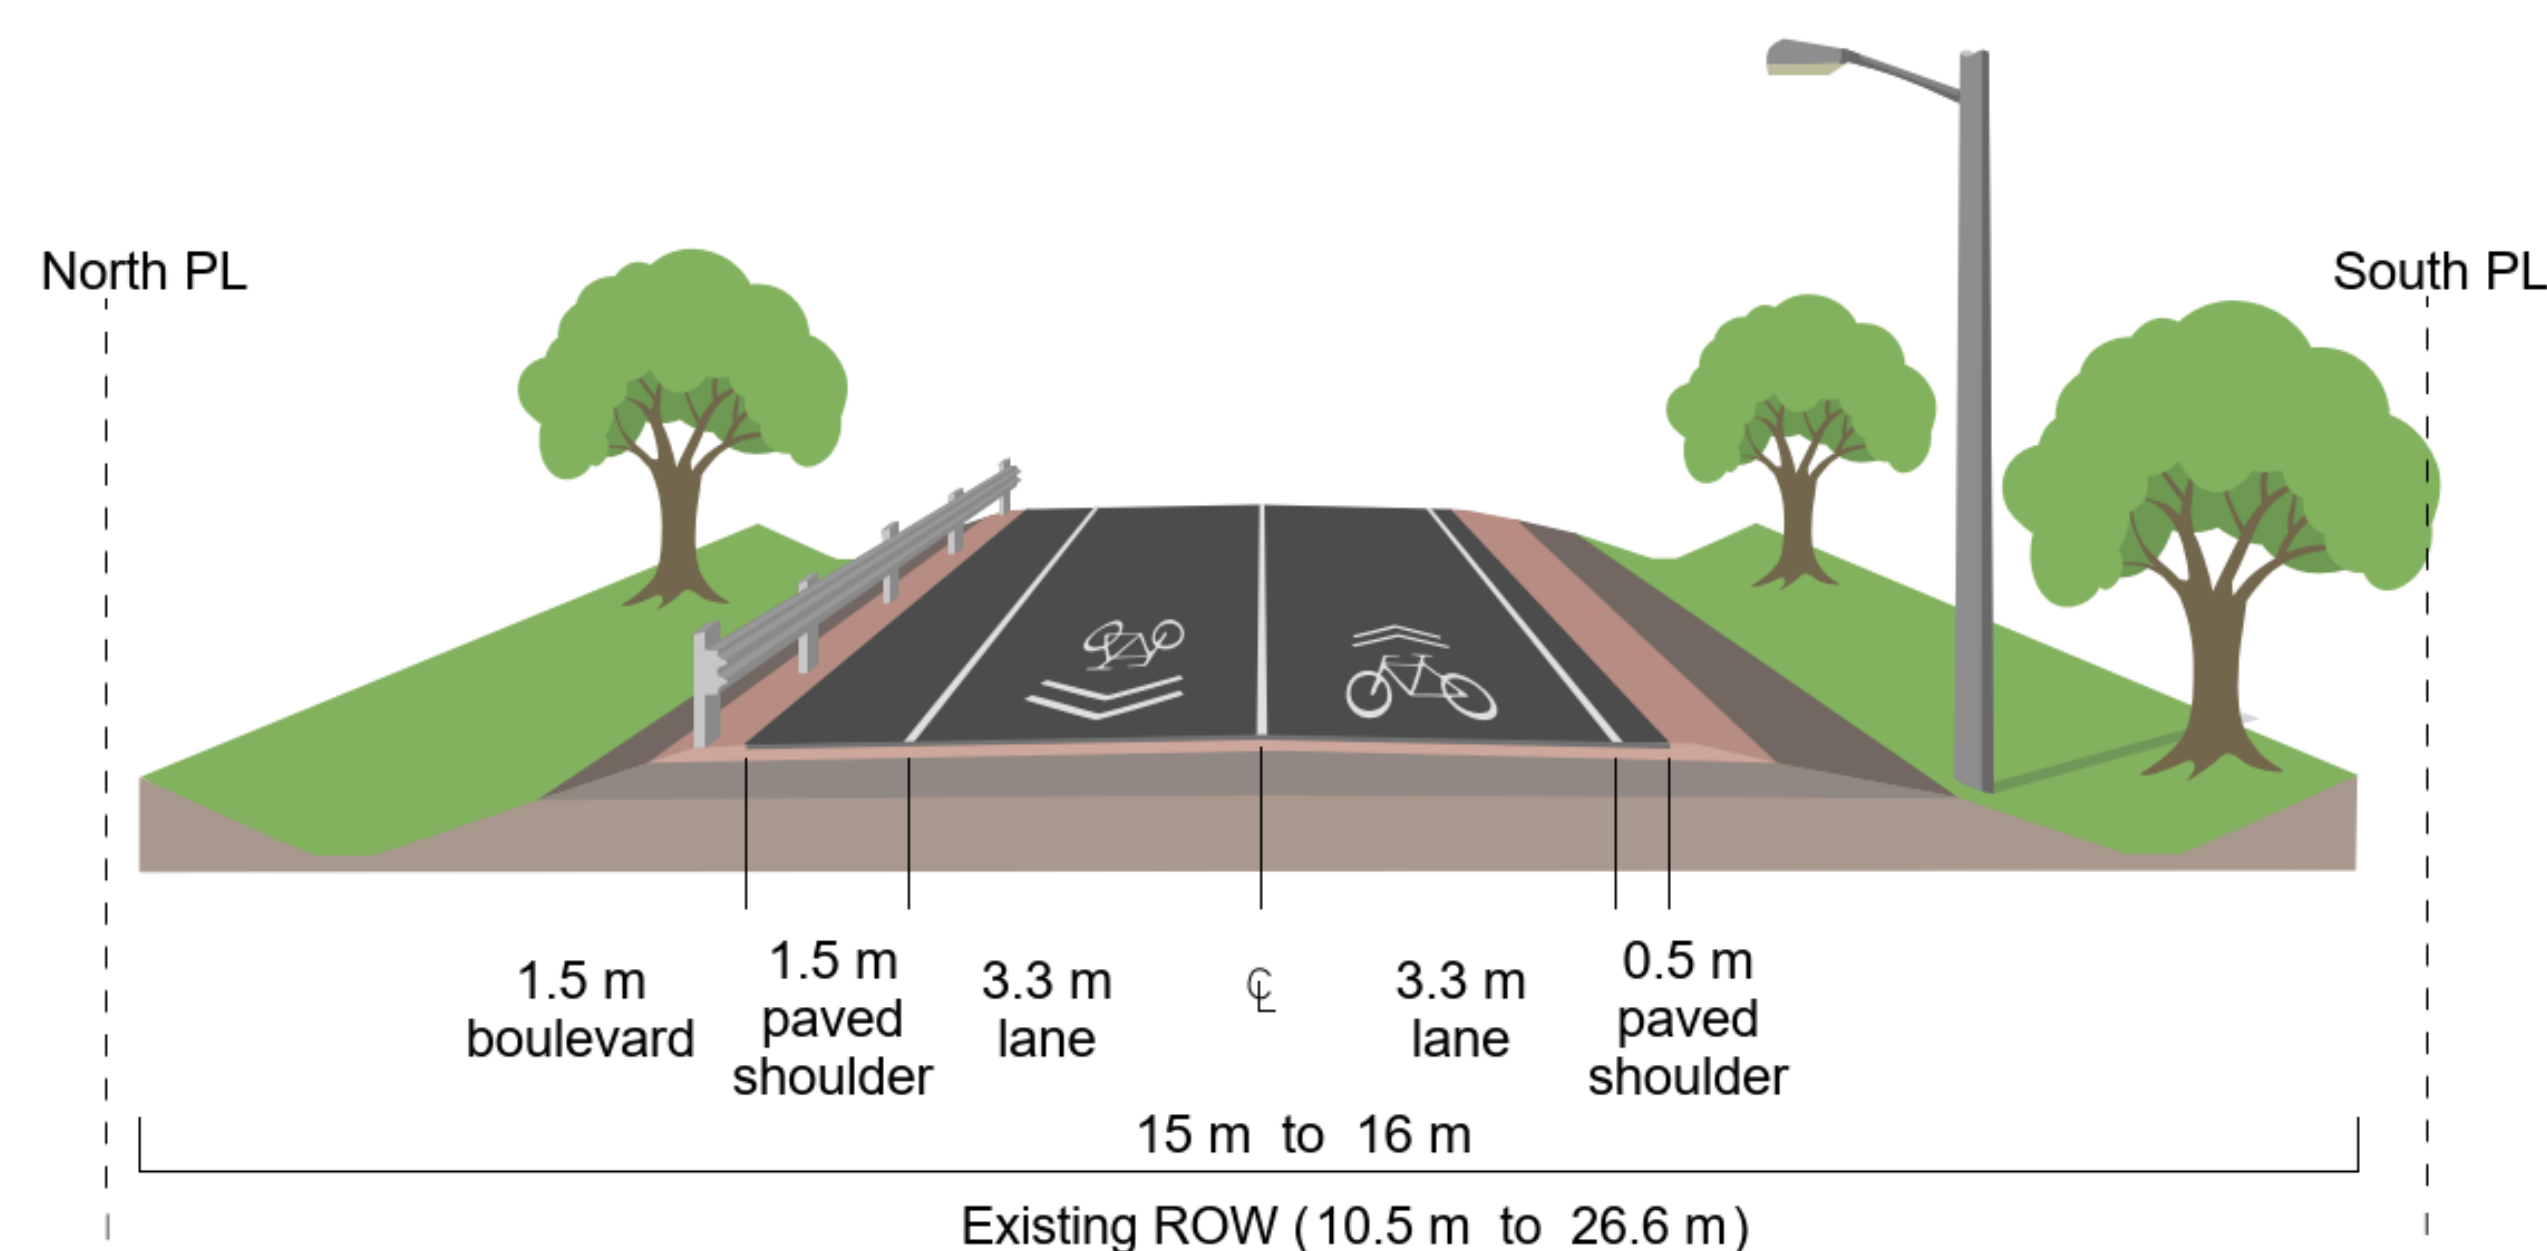 North PL
South PL
1.5 m
boulevard
1.5 m
paved
shoulder
3.3 m
lane
℄
3.3 m
lane
0.5 m
paved
shoulder
15 m to 16 m
Existing ROW (10.5 m to 26.6 m)